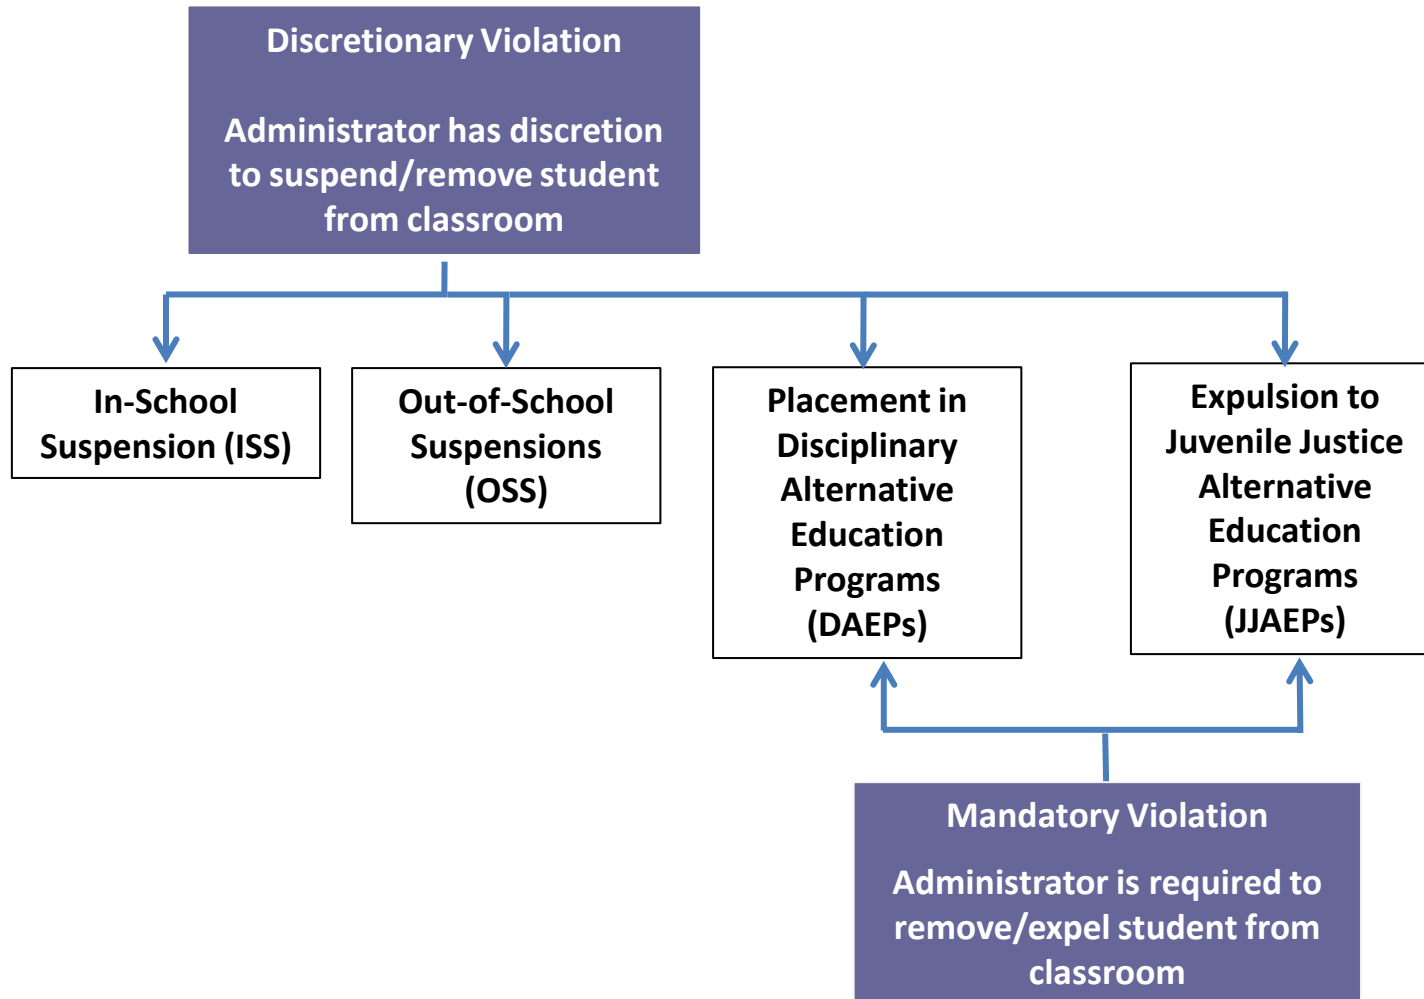 Discretionary Violation
Administrator has discretion
to suspend/remove student
from classroom
In-School
Suspension (ISS)
Out-of-School
Suspensions
(OSS)
Placement in
Disciplinary
Alternative
Education
Programs
(DAEPs)
Expulsion to
Juvenile Justice
Alternative
Education
Programs
(JJAEPs)
Mandatory Violation
Administrator is required to
remove/expel student from
classroom